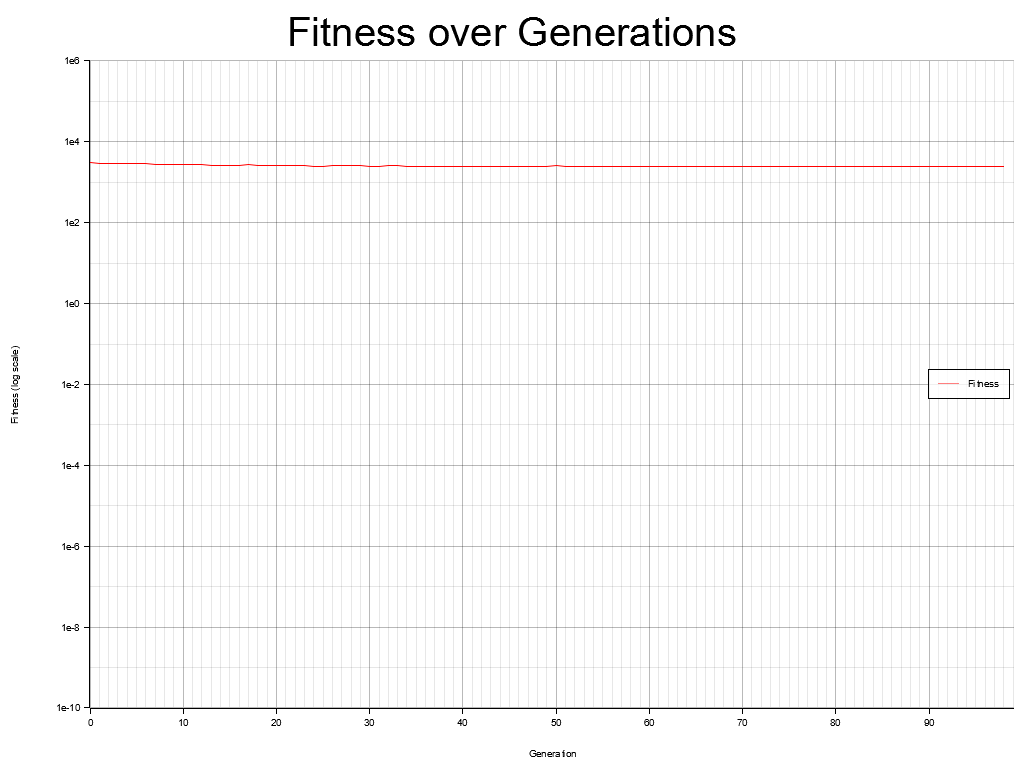 Fitness over Generations
1e6
1e4
1e2
1e0
1e-2
1e-4
1e-6
1e-8
1e-10
Fitness (log scale)
Fitness
0 10 20 30 40 50 60 70 80 90
Generation